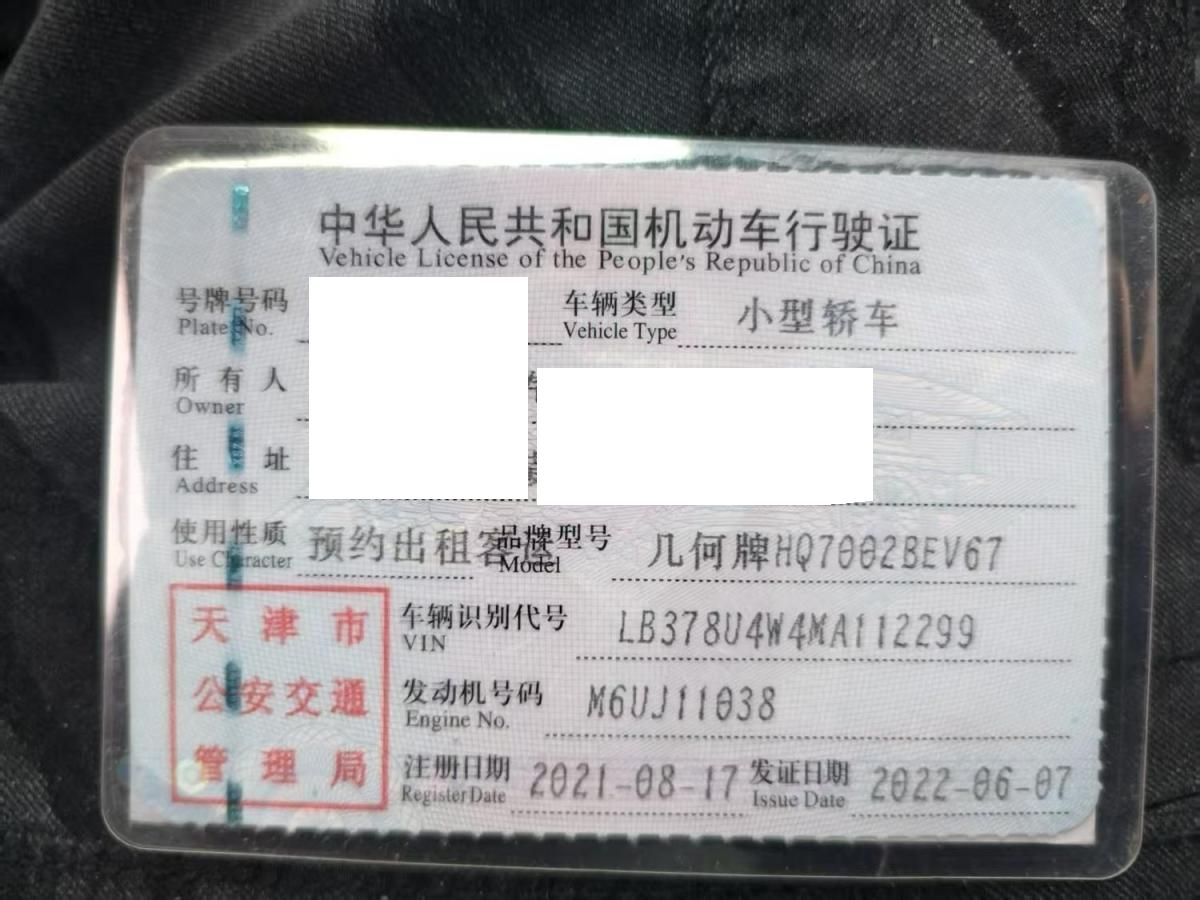 中华人民共和国机动车行驶证
Vehicle License of the People's Republic of China
号牌号码 车辆类型 小型轿车
Plate No. Vehicle Type
所有人
Owner
住址
Address
使用性质 预约出租客运 品牌型号 几何牌HQ7002BEV67
Use Character Model
天津市
公安交通
管理局
车辆识别代号 LB378U4W4MA112299
VIN
发动机号码 M6UJ11038
Engine No.
注册日期 2021-08-17 发证日期 2022-06-07
Register Date Issue Date